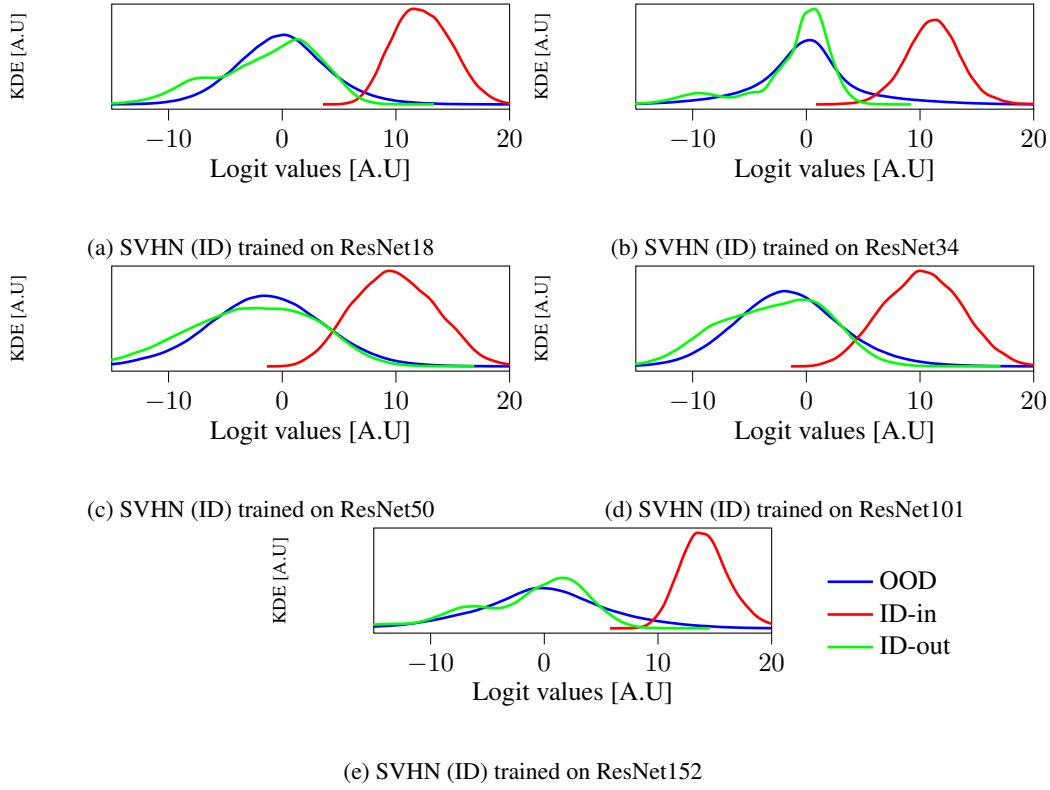 KDE [A.U]
−10 0 10 20
Logit values [A.U]
(a) SVHN (ID) trained on ResNet18
KDE [A.U]
−10 0 10 20
Logit values [A.U]
(b) SVHN (ID) trained on ResNet34
KDE [A.U]
−10 0 10 20
Logit values [A.U]
(c) SVHN (ID) trained on ResNet50
KDE [A.U]
−10 0 10 20
Logit values [A.U]
(d) SVHN (ID) trained on ResNet101
KDE [A.U]
−10 0 10 20
Logit values [A.U]
OOD
ID-in
ID-out
(e) SVHN (ID) trained on ResNet152